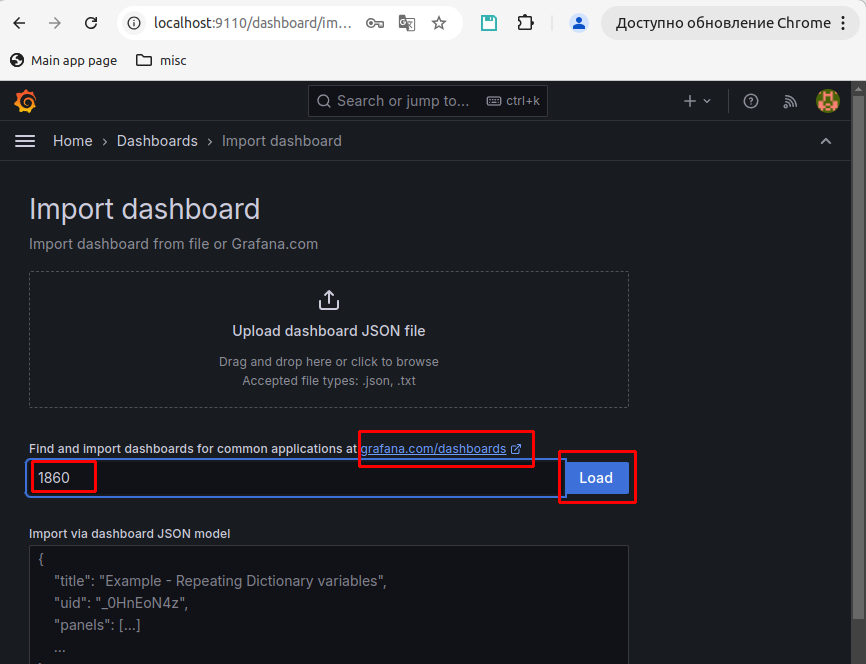 localhost:9110/dashboard/im...
Доступно обновление Chrome
Main app page misc
Search or jump to... ctrl+k
Home › Dashboards › Import dashboard
Import dashboard
Import dashboard from file or Grafana.com
Upload dashboard JSON file
Drag and drop here or click to browse
Accepted file types: .json, .txt
Find and import dashboards for common applications at grafana.com/dashboards
1860 Load
Import via dashboard JSON model
{
"title": "Example - Repeating Dictionary variables",
"uid": "_0HnEoN4z",
"panels": [...]
...